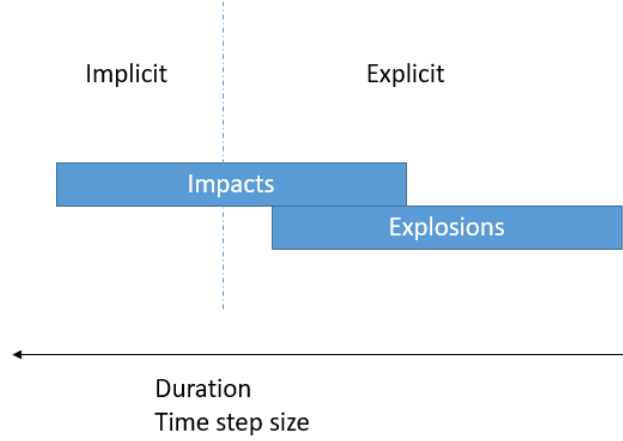 Implicit
Explicit
Impacts
Explosions
Duration
Time step size